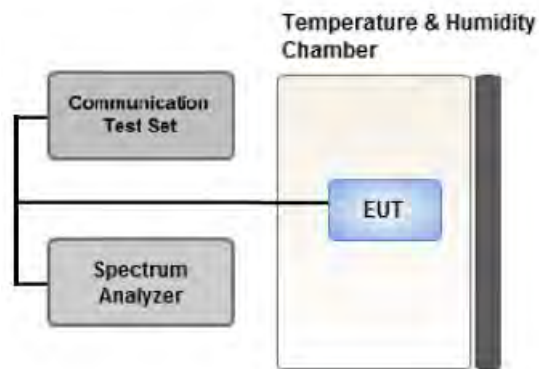 Temperature & Humidity
Chamber
Communication
Test Set
EUT
Spectrum
Analyzer